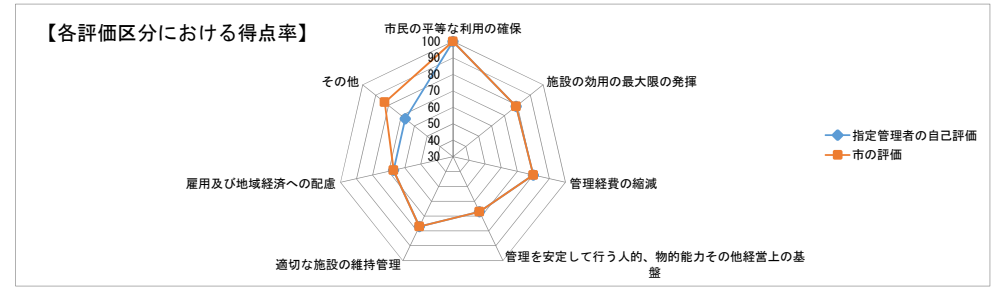 【各評価区分における得点率】
市民の平等な利用の確保
100
90
80
70
60
50
40
30
施設の効用の最大限の発揮
管理経費の縮減
管理を安定して行う人的、物的能力その他経営上の基
盤
適切な施設の維持管理
雇用及び地域経済への配慮
その他
指定管理者の自己評価
市の評価